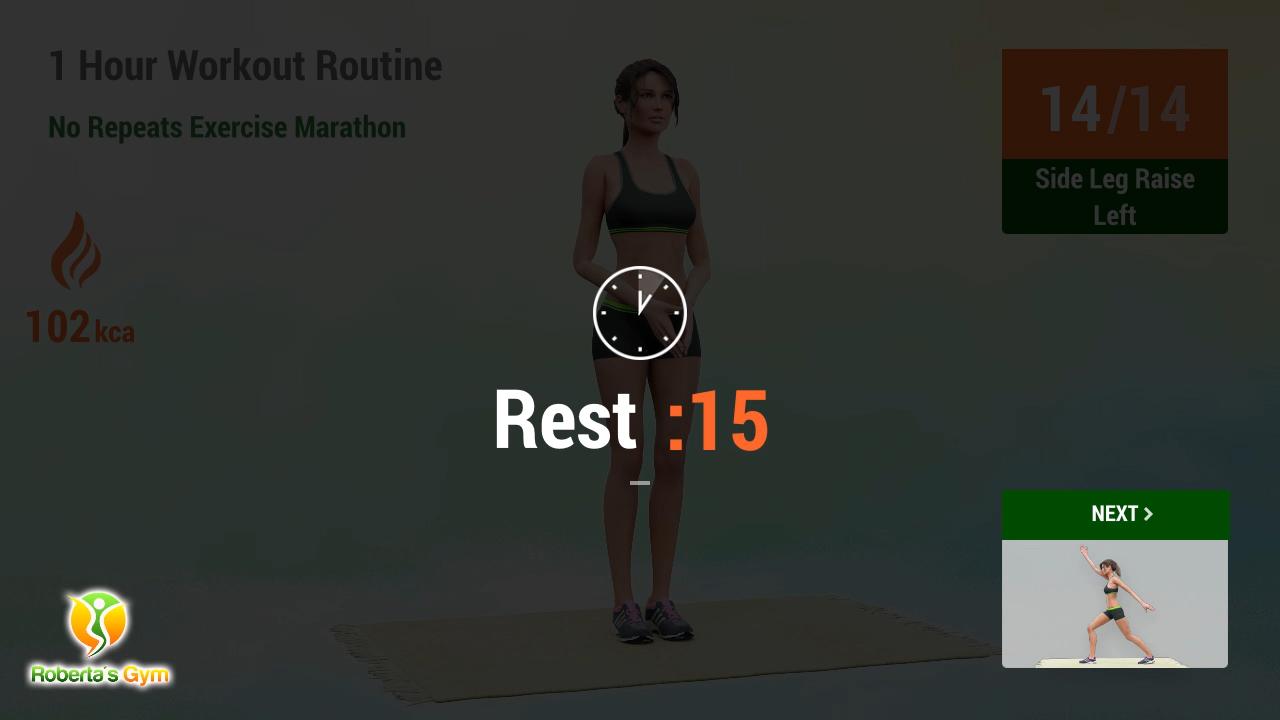 1 Hour Workout Routine
No Repeats Exercise Marathon
14/14
Side Leg Raise
Left
102 kca
Rest :15
NEXT >
Roberta's Gym